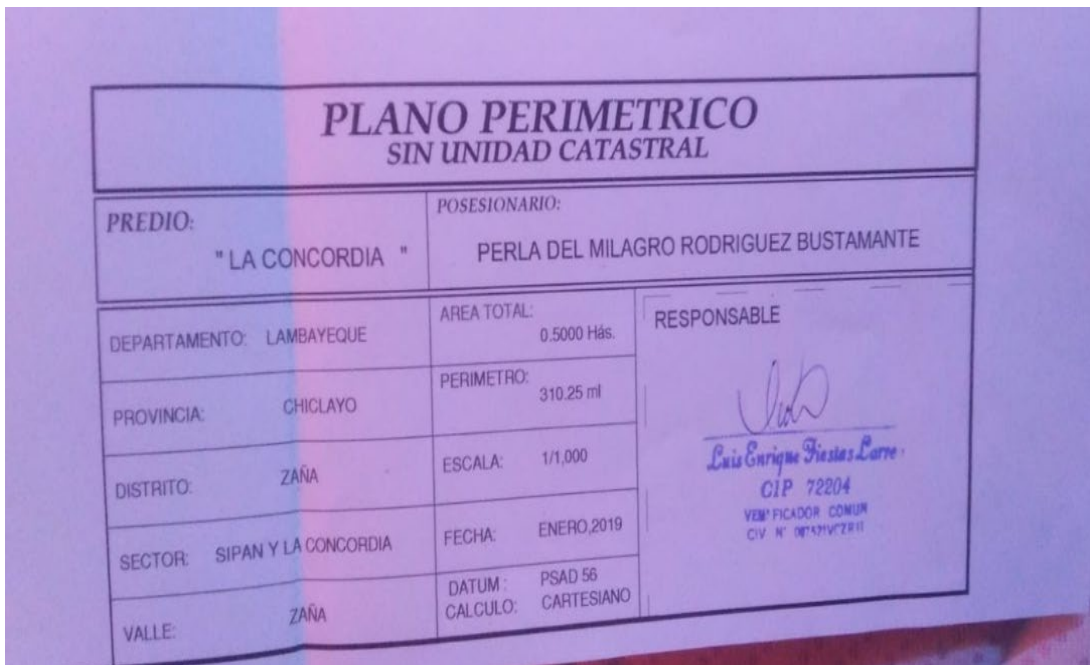 PLANO PERIMETRICO
SIN UNIDAD CATASTRAL
PREDIO:
" LA CONCORDIA "
POSESIONARIO:
PERLA DEL MILAGRO RODRIGUEZ BUSTAMANTE
DEPARTAMENTO: LAMBAYEQUE
PROVINCIA: CHICLAYO
DISTRITO: ZAÑA
SECTOR: SIPAN Y LA CONCORDIA
VALLE: ZAÑA
AREA TOTAL:
0.5000 Hás.
PERIMETRO:
310.25 ml
ESCALA: 1/1,000
FECHA: ENERO,2019
DATUM : PSAD 56
CALCULO: CARTESIANO
RESPONSABLE
Luis Enrique Fiestas Larre
CIP 72204
COMUN
CIV N°